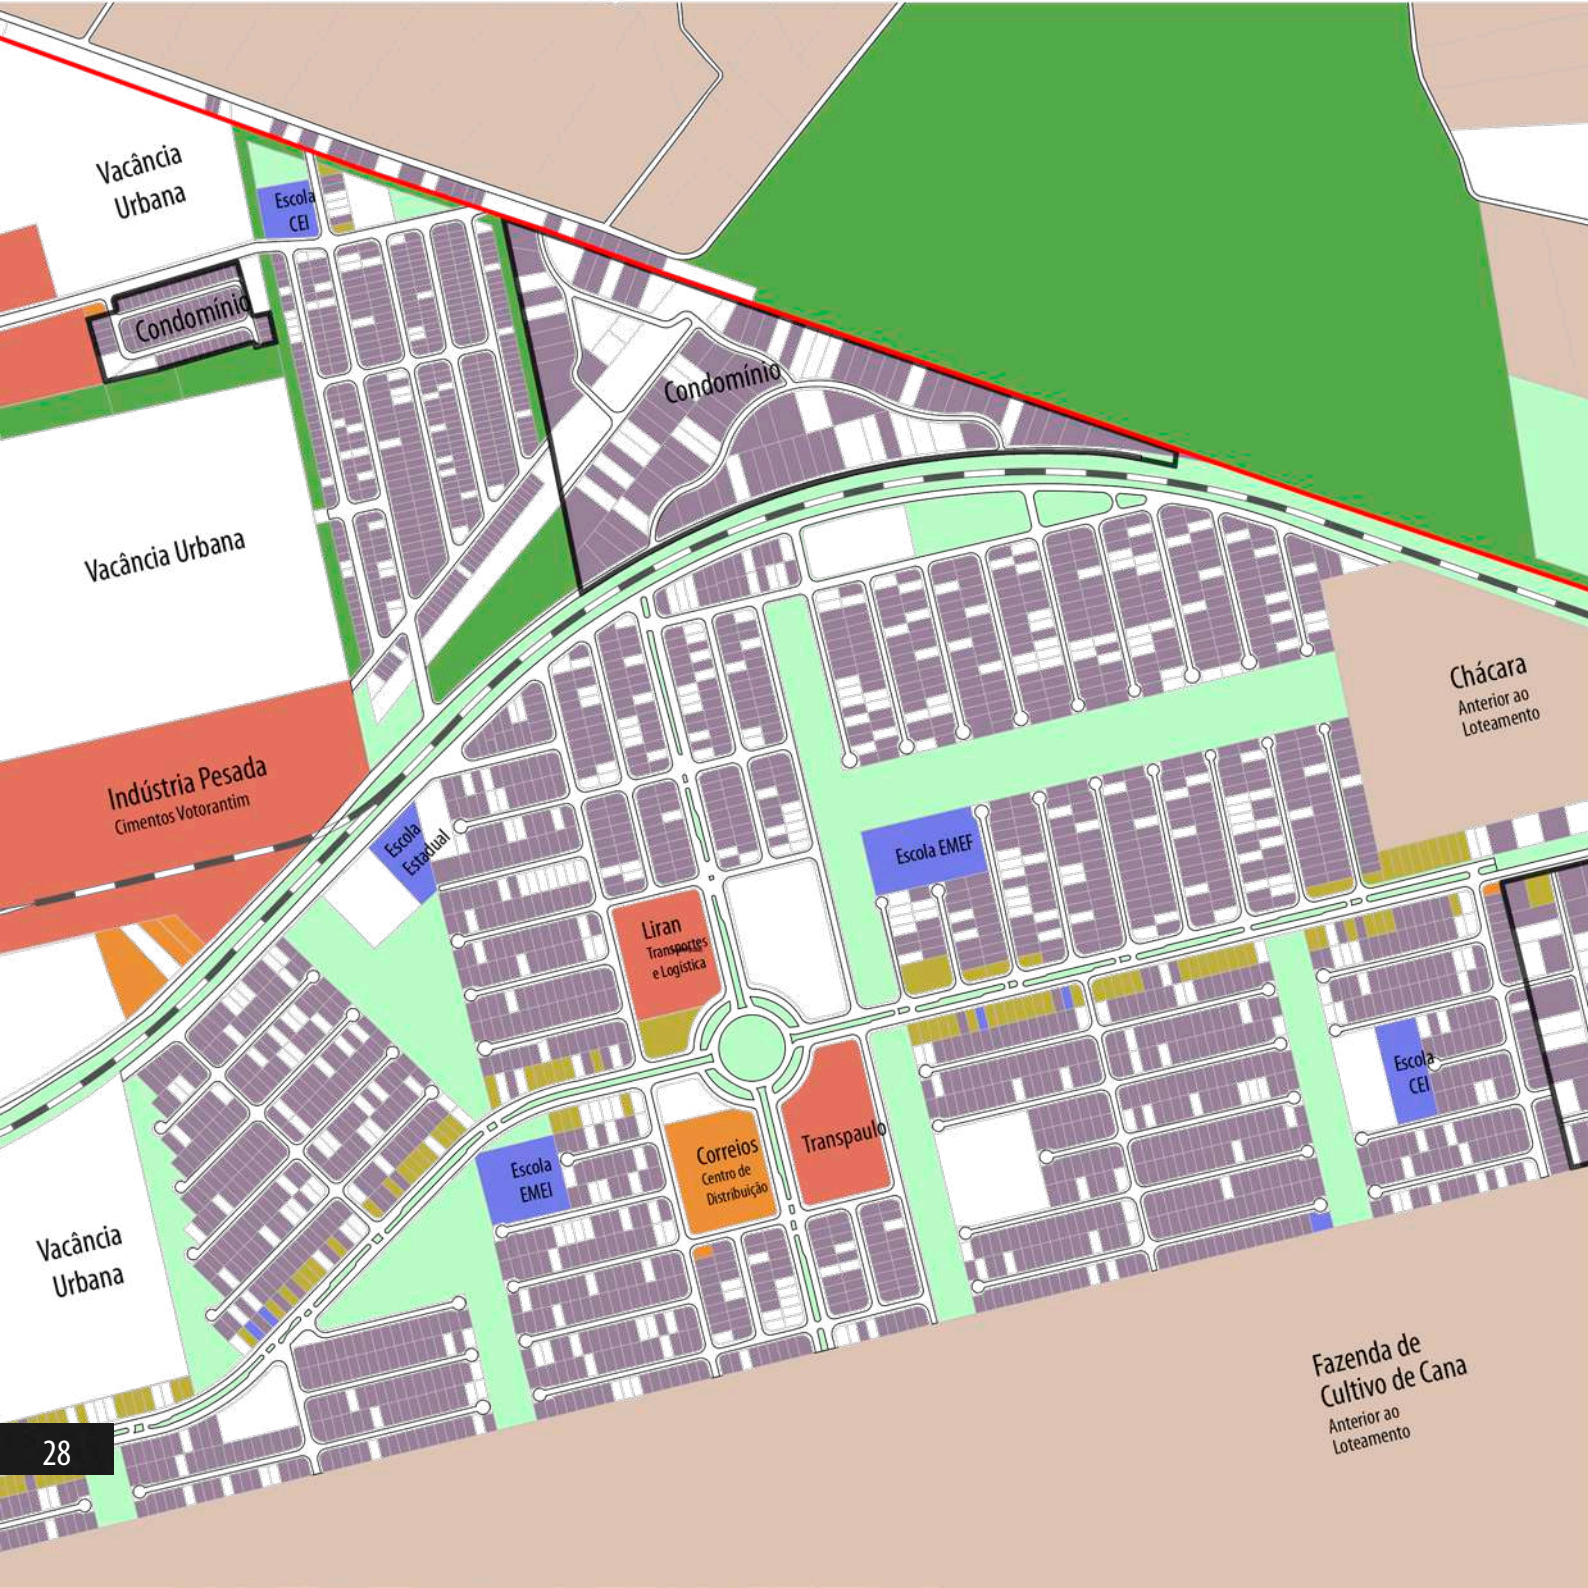 Vacância
Urbana
Escola
CEI
Condomínio
Condomínio
Vacância Urbana
Chácara
Anterior ao
Loteamento
Indústria Pesada
Cimentos Votorantim
Escola
Estadual
Escola EMEF
Liran
Transportes
e Logística
Escola
CEI
Transpaulo
Correios
Centro de
Distribuição
Escola
EMEI
Vacância
Urbana
Fazenda de
Cultivo de Cana
Anterior ao
Loteamento
28